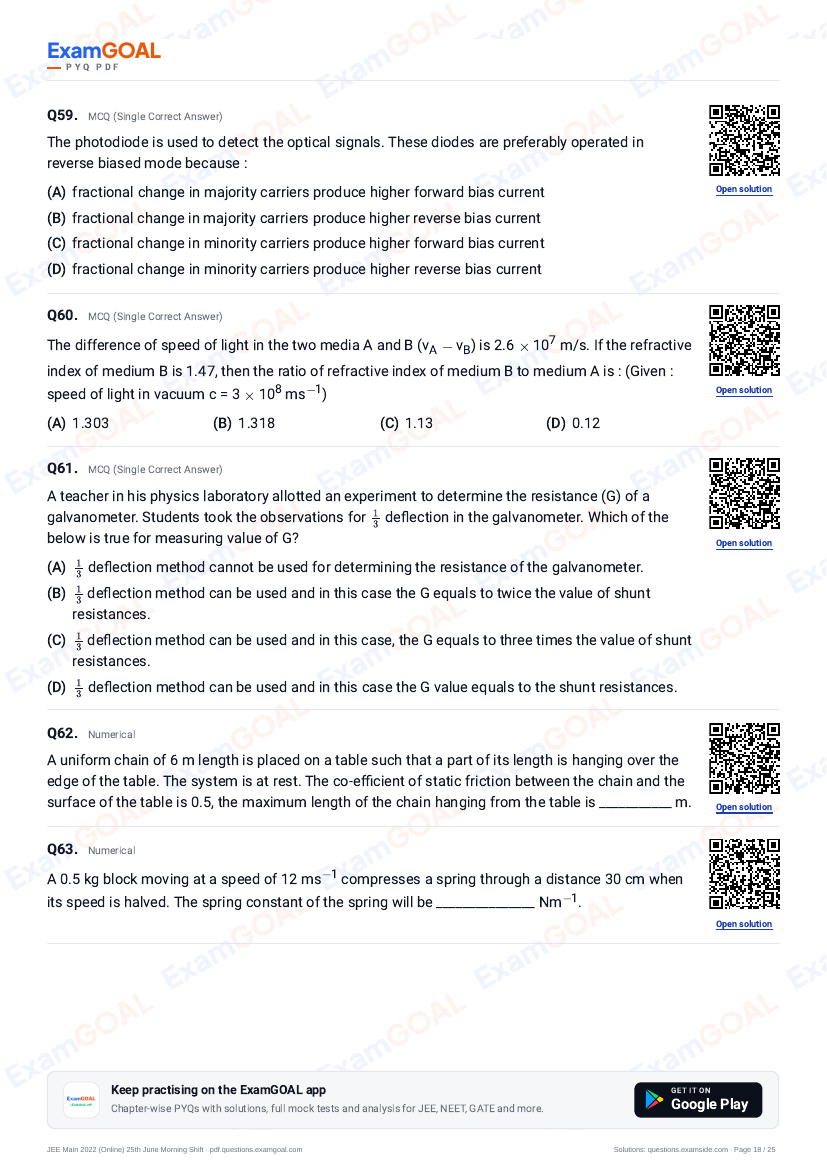 ExamGOAL
PYQ PDF
Q59. MCQ (Single Correct Answer)
The photodiode is used to detect the optical signals. These diodes are preferably operated in
reverse biased mode because :
(A) fractional change in majority carriers produce higher forward bias current
(B) fractional change in majority carriers produce higher reverse bias current
(C) fractional change in minority carriers produce higher forward bias current
(D) fractional change in minority carriers produce higher reverse bias current
Open solution
Q60. MCQ (Single Correct Answer)
The difference of speed of light in the two media A and B (v_A − v_B) is 2.6 × 10^7 m/s. If the refractive
index of medium B is 1.47, then the ratio of refractive index of medium B to medium A is : (Given :
speed of light in vacuum c = 3 × 10^8 ms^−1)
(A) 1.303 (B) 1.318 (C) 1.13 (D) 0.12
Open solution
Q61. MCQ (Single Correct Answer)
A teacher in his physics laboratory allotted an experiment to determine the resistance (G) of a
galvanometer. Students took the observations for 1/3 deflection in the galvanometer. Which of the
below is true for measuring value of G?
(A) 1/3 deflection method cannot be used for determining the resistance of the galvanometer.
(B) 1/3 deflection method can be used and in this case the G equals to twice the value of shunt
resistances.
(C) 1/3 deflection method can be used and in this case, the G equals to three times the value of shunt
resistances.
(D) 1/3 deflection method can be used and in this case the G value equals to the shunt resistances.
Open solution
Q62. Numerical
A uniform chain of 6 m length is placed on a table such that a part of its length is hanging over the
edge of the table. The system is at rest. The co-efficient of static friction between the chain and the
surface of the table is 0.5, the maximum length of the chain hanging from the table is ___________ m.
Open solution
Q63. Numerical
A 0.5 kg block moving at a speed of 12 ms^−1 compresses a spring through a distance 30 cm when
its speed is halved. The spring constant of the spring will be _______________ Nm^−1.
Open solution
ExamGOAL
Keep practising on the ExamGOAL app
Chapter-wise PYQs with solutions, full mock tests and analysis for JEE, NEET, GATE and more.
GET IT ON
Google Play
JEE Main 2022 (Online) 25th June Morning Shift · pdf.questions.examgoal.com
Solutions: questions.examside.com · Page 18 / 25